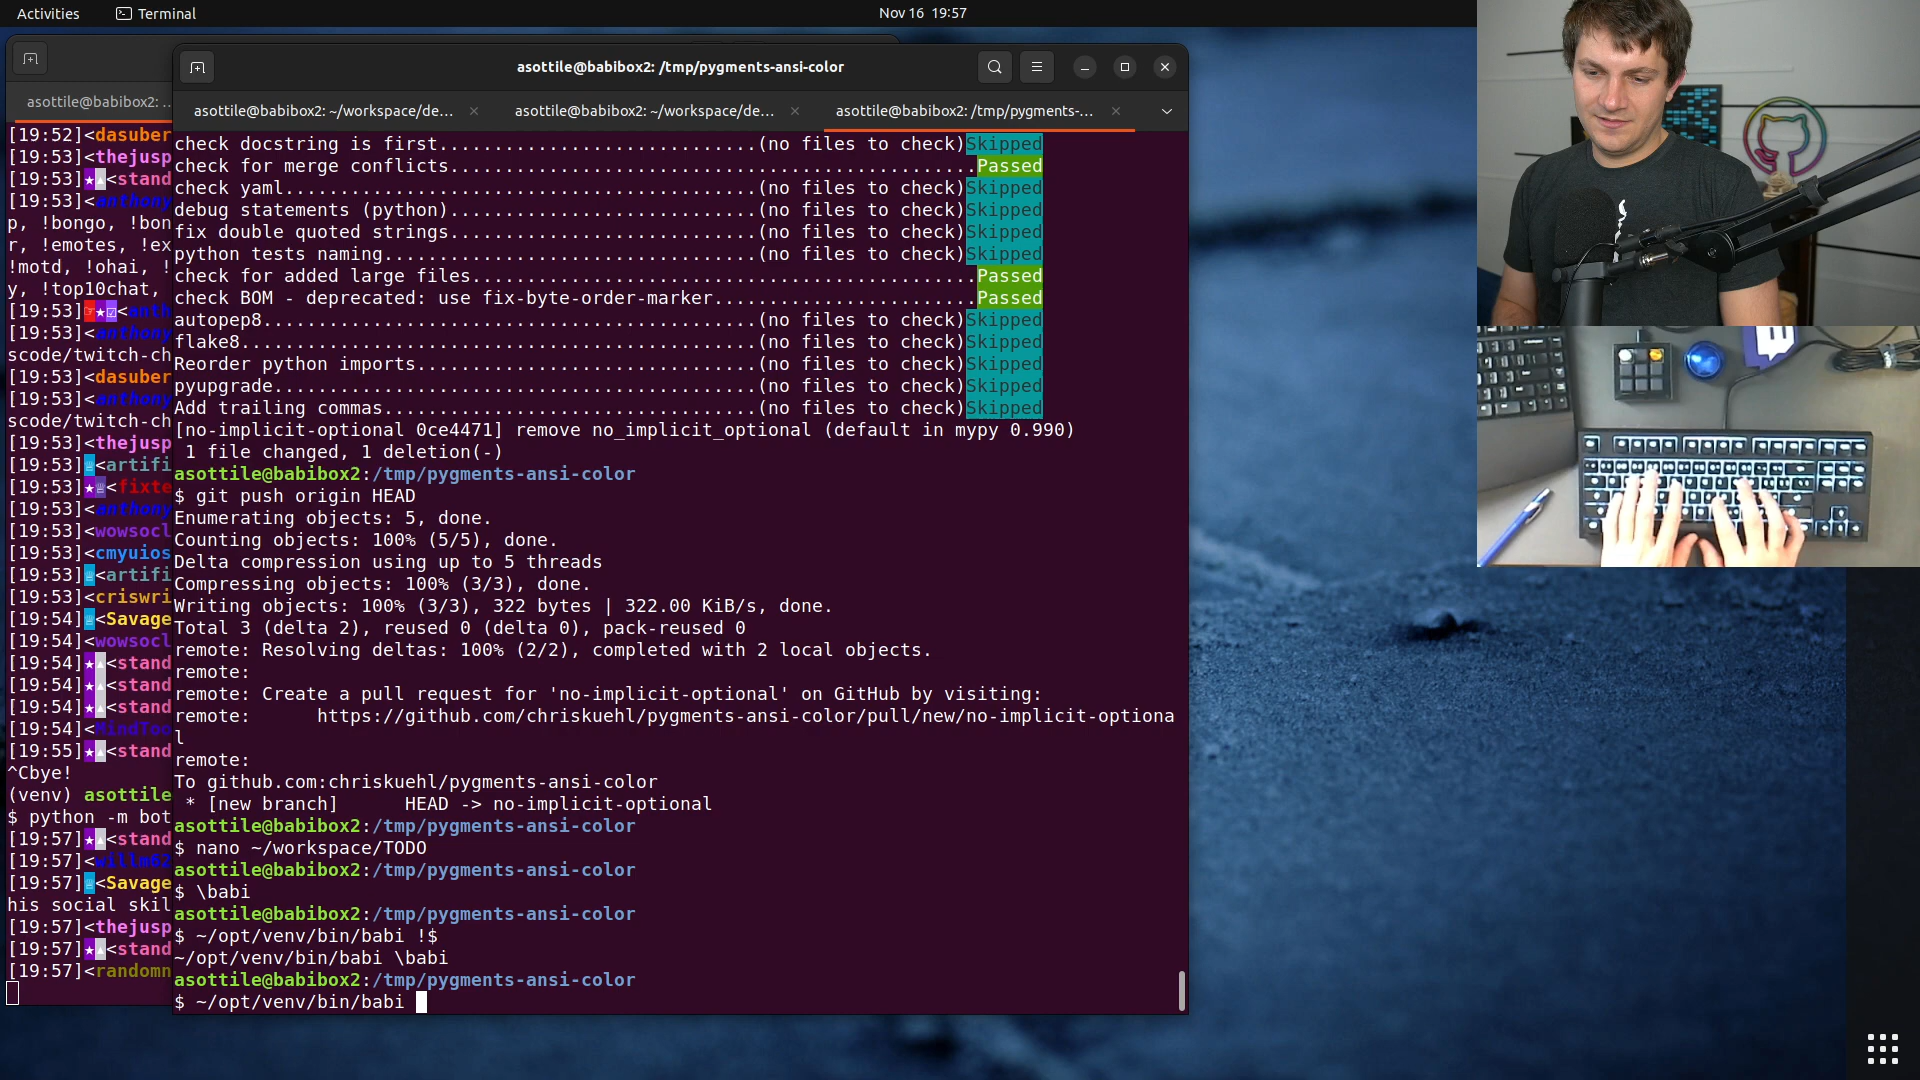 Activities
Terminal
Nov 16 19:57
asottile@babibox2: ..
[19:52]<dasuber
[19:53]<thejusp
[19:53]★▲<stand
[19:53]<anthony
p, !bongo, !bon
r, !emotes, !ex
!motd, !ohai, !
y, !top10chat,
[19:53]☞★☑<anth
[19:53]<anthony
scode/twitch-ch
[19:53]<dasuber
[19:53]<anthony
scode/twitch-ch
[19:53]<thejusp
[19:53]<artifi
[19:53]★<fixte
[19:53]<anthony
[19:53]<wowsocl
[19:53]<cmyuios
[19:53]<artifi
[19:53]<criswri
[19:54]<Savage
[19:54]<wowsocl
[19:54]★▲<stand
[19:54]★▲<stand
[19:54]★▲<stand
[19:54]<MindToo
[19:55]★▲<stand
^Cbye!
(venv) asottile
$ python -m bot
[19:57]★▲<stand
[19:57]<willm62
[19:57]<Savage
his social skil
[19:57]<thejusp
[19:57]★▲<stand
[19:57]<randomn
asottile@babibox2: /tmp/pygments-ansi-color
asottile@babibox2: ~/workspace/de...
asottile@babibox2: ~/workspace/de...
asottile@babibox2: /tmp/pygments-...
check docstring is first.............................(no files to check)Skipped
check for merge conflicts................................................Passed
check yaml...........................................(no files to check)Skipped
debug statements (python)............................(no files to check)Skipped
fix double quoted strings............................(no files to check)Skipped
python tests naming..................................(no files to check)Skipped
check for added large files..............................................Passed
check BOM - deprecated: use fix-byte-order-marker........................Passed
autopep8.............................................(no files to check)Skipped
flake8...............................................(no files to check)Skipped
Reorder python imports...............................(no files to check)Skipped
pyupgrade............................................(no files to check)Skipped
Add trailing commas..................................(no files to check)Skipped
[no-implicit-optional 0ce4471] remove no_implicit_optional (default in mypy 0.990)
1 file changed, 1 deletion(-)
asottile@babibox2:/tmp/pygments-ansi-color
$ git push origin HEAD
Enumerating objects: 5, done.
Counting objects: 100% (5/5), done.
Delta compression using up to 5 threads
Compressing objects: 100% (3/3), done.
Writing objects: 100% (3/3), 322 bytes | 322.00 KiB/s, done.
Total 3 (delta 2), reused 0 (delta 0), pack-reused 0
remote: Resolving deltas: 100% (2/2), completed with 2 local objects.
remote:
remote: Create a pull request for 'no-implicit-optional' on GitHub by visiting:
remote:      https://github.com/chriskuehl/pygments-ansi-color/pull/new/no-implicit-optiona
l
remote:
To github.com:chriskuehl/pygments-ansi-color
* [new branch]      HEAD -> no-implicit-optional
asottile@babibox2:/tmp/pygments-ansi-color
$ nano ~/workspace/TODO
asottile@babibox2:/tmp/pygments-ansi-color
$ \babi
asottile@babibox2:/tmp/pygments-ansi-color
$ ~/opt/venv/bin/babi !$
~/opt/venv/bin/babi \babi
asottile@babibox2:/tmp/pygments-ansi-color
$ ~/opt/venv/bin/babi